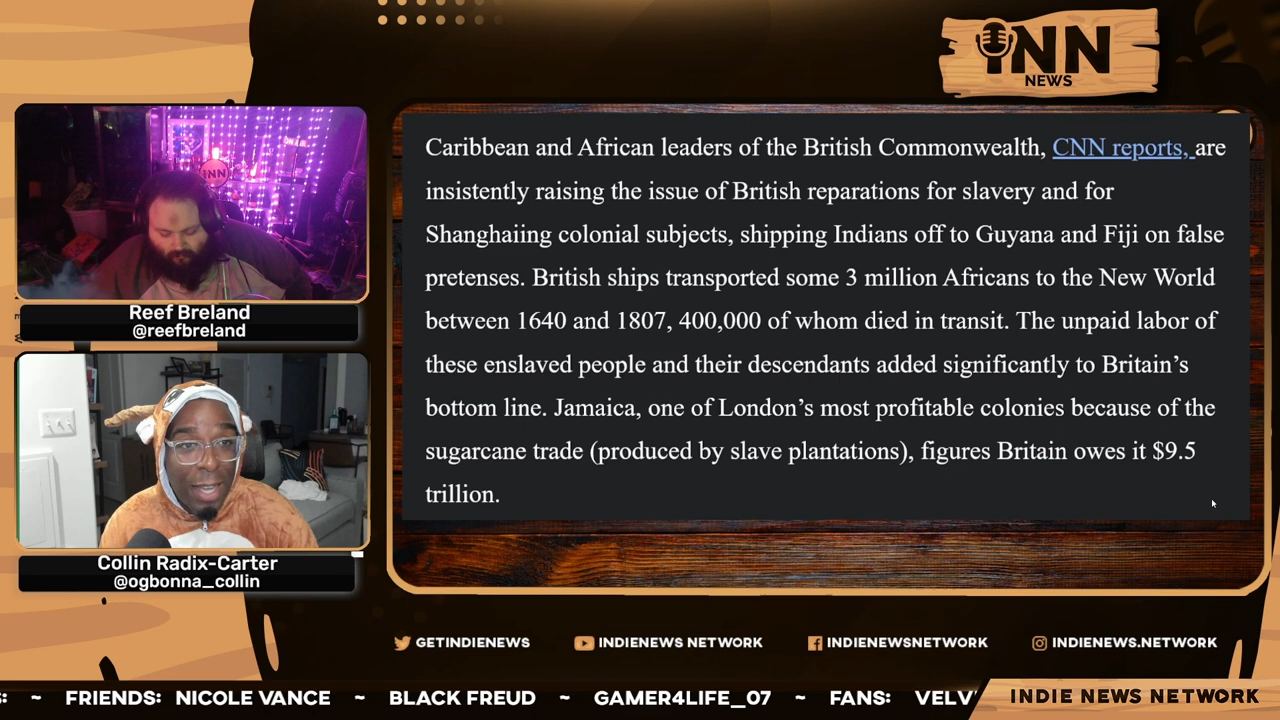 iNN
NEWS
iNN
Caribbean and African leaders of the British Commonwealth, CNN reports, are
insistently raising the issue of British reparations for slavery and for
Shanghaiing colonial subjects, shipping Indians off to Guyana and Fiji on false
pretenses. British ships transported some 3 million Africans to the New World
between 1640 and 1807, 400,000 of whom died in transit. The unpaid labor of
these enslaved people and their descendants added significantly to Britain’s
bottom line. Jamaica, one of London’s most profitable colonies because of the
sugarcane trade (produced by slave plantations), figures Britain owes it $9.5
trillion.
Reef Breland
@reefbreland
Collin Radix-Carter
@ogbonna_collin
GETINDIENEWS
INDIENEWS NETWORK
INDIENEWSNETWORK
INDIENEWS.NETWORK
~ FRIENDS: NICOLE VANCE ~ BLACK FREUD ~ GAMER4LIFE_07 ~ FANS: VELV
INDIE NEWS NETWORK